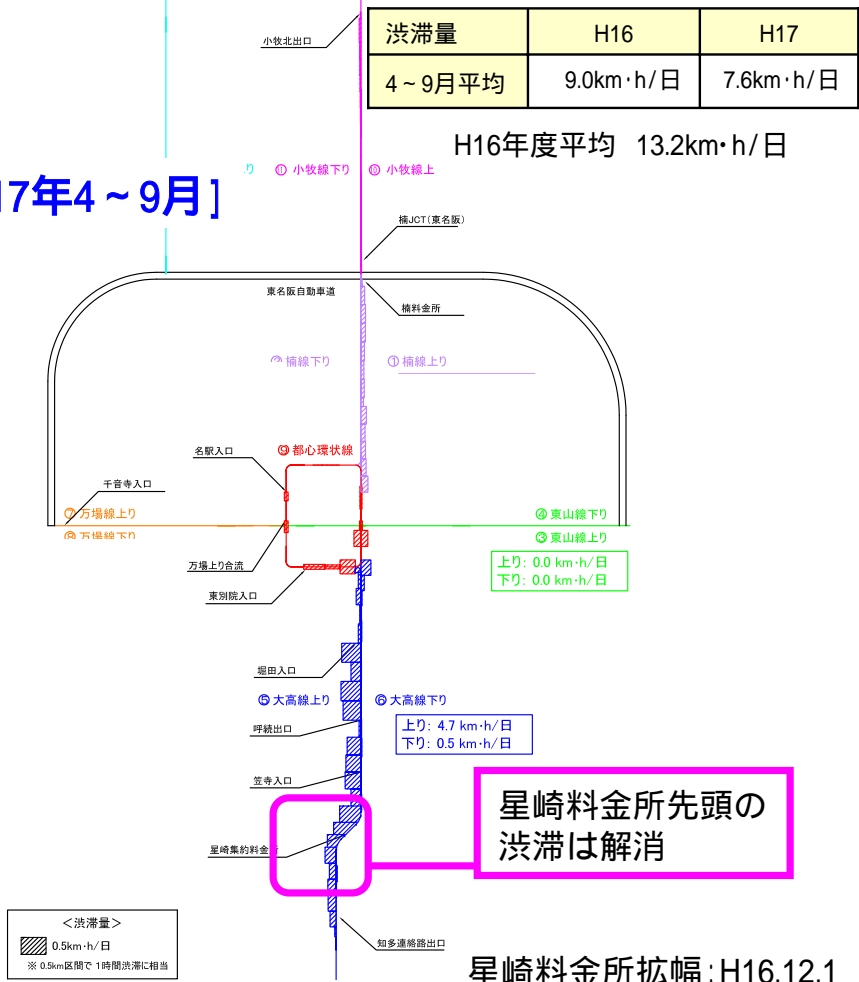 小牧北出口
渋滞量 H16 H17
4~9月平均 9.0km·h/日 7.6km·h/日
H16年度平均 13.2km·h/日
り ⑪ 小牧線下り ⑩ 小牧線上
17年4~9月]
楠JCT(東名阪)
東名阪自動車道
楠料金所
② 楠線下り ① 楠線上り
名駅入口
⑨ 都心環状線
千音寺入口
⑦ 万場線上り ④ 東山線下り
⑧ 万場線下り ③ 東山線上り
上り: 0.0 km·h/日
下り: 0.0 km·h/日
万場上り合流
東別院入口
堀田入口
⑤ 大高線上り ⑥ 大高線下り
上り: 4.7 km·h/日
下り: 0.5 km·h/日
呼続出口
笠寺入口
星崎料金所先頭の
渋滞は解消
星崎集約料金所
<渋滞量>
0.5km·h/日
※ 0.5km区間で 1時間渋滞に相当
知多連絡路出口
星崎料金所拡幅:H16.12.1